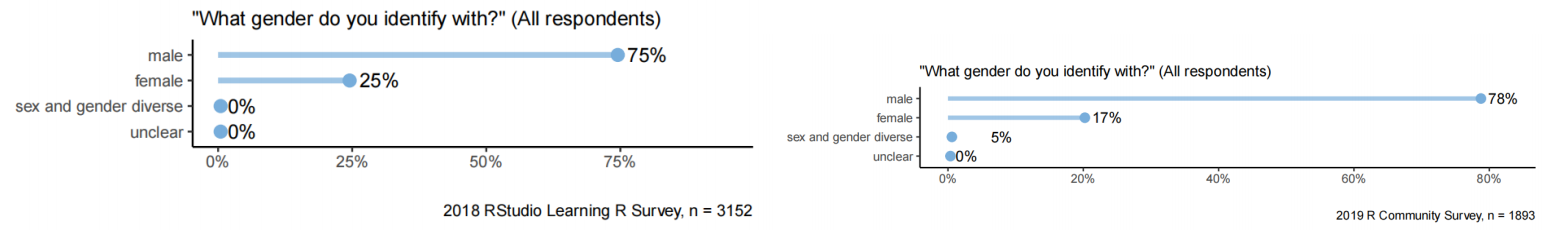 "What gender do you identify with?" (All respondents)
male 75%
female 25%
sex and gender diverse 0%
unclear 0%
0% 25% 50% 75%
2018 RStudio Learning R Survey, n = 3152
"What gender do you identify with?" (All respondents)
male 78%
female 17%
sex and gender diverse 5%
unclear 0%
0% 20% 40% 60% 80%
2019 R Community Survey, n = 1893